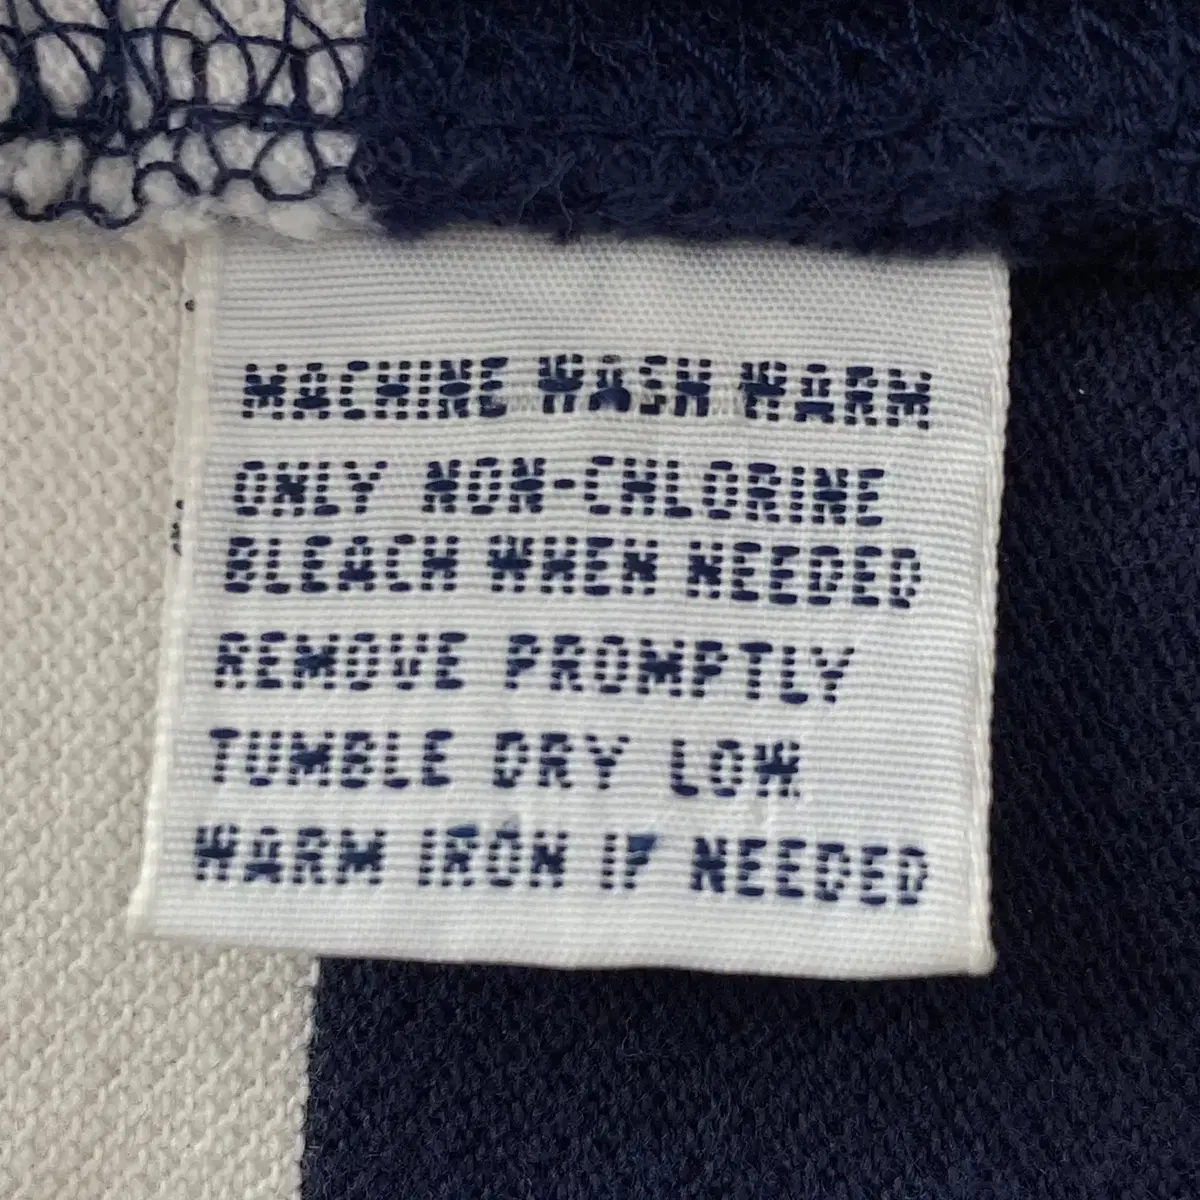 MACHINE WASH WARM
ONLY NON-CHLORINE
BLEACH WHEN NEEDED
REMOVE PROMPTLY
TUMBLE DRY LOW
WARM IRON IF NEEDED